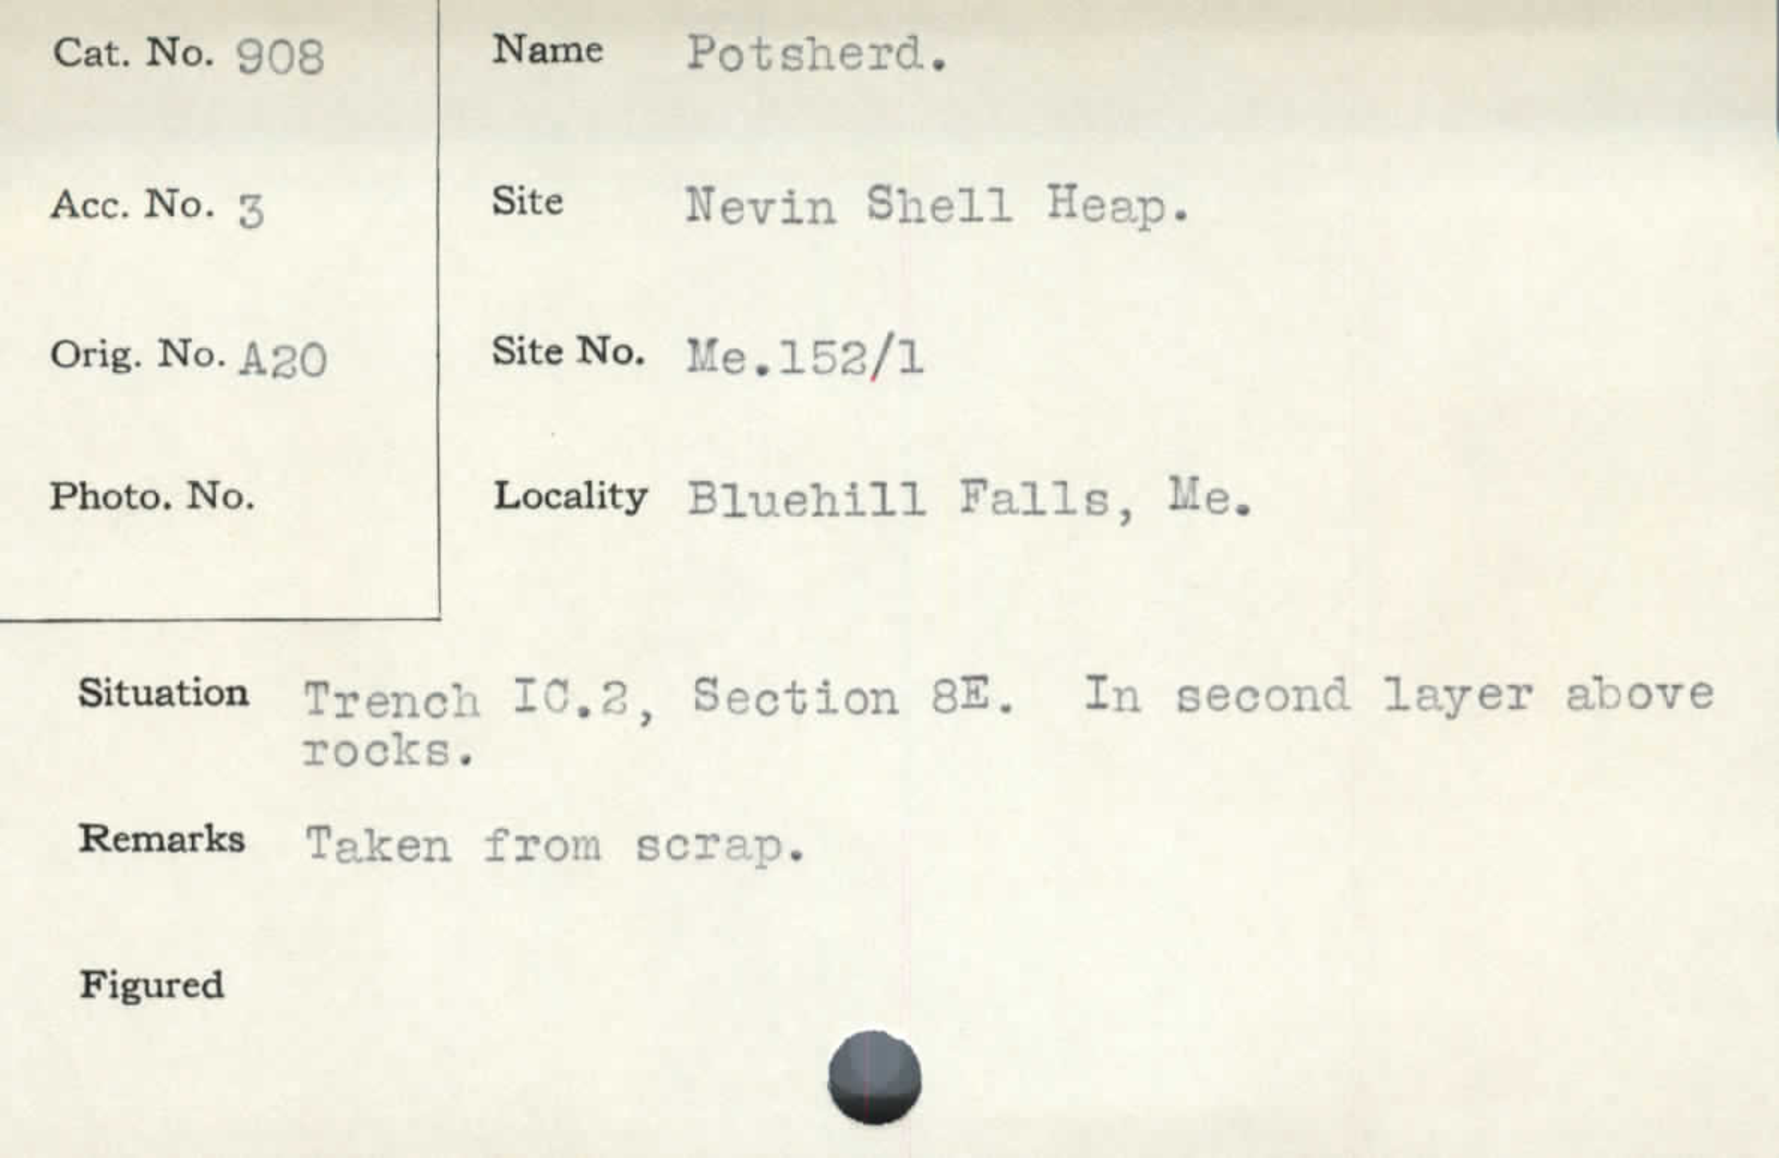 Cat. No. 908
Name Potsherd.
Acc. No. 3
Site Nevin Shell Heap.
Orig. No. A20
Site No. Me.152/1
Photo. No.
Locality Bluehill Falls, Me.
Situation Trench IC.2, Section 8E. In second layer above
rocks.
Remarks Taken from scrap.
Figured